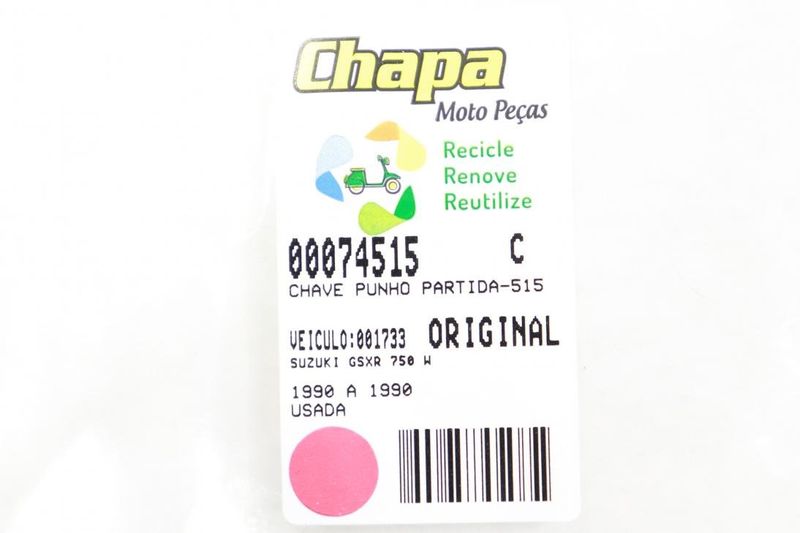 Chapa
Moto Peças
Recicle
Renove
Reutilize
00074515 C
CHAVE PUNHO PARTIDA-515
VEICULO:001733 ORIGINAL
SUZUKI GSXR 750 W
1990 A 1990
USADA